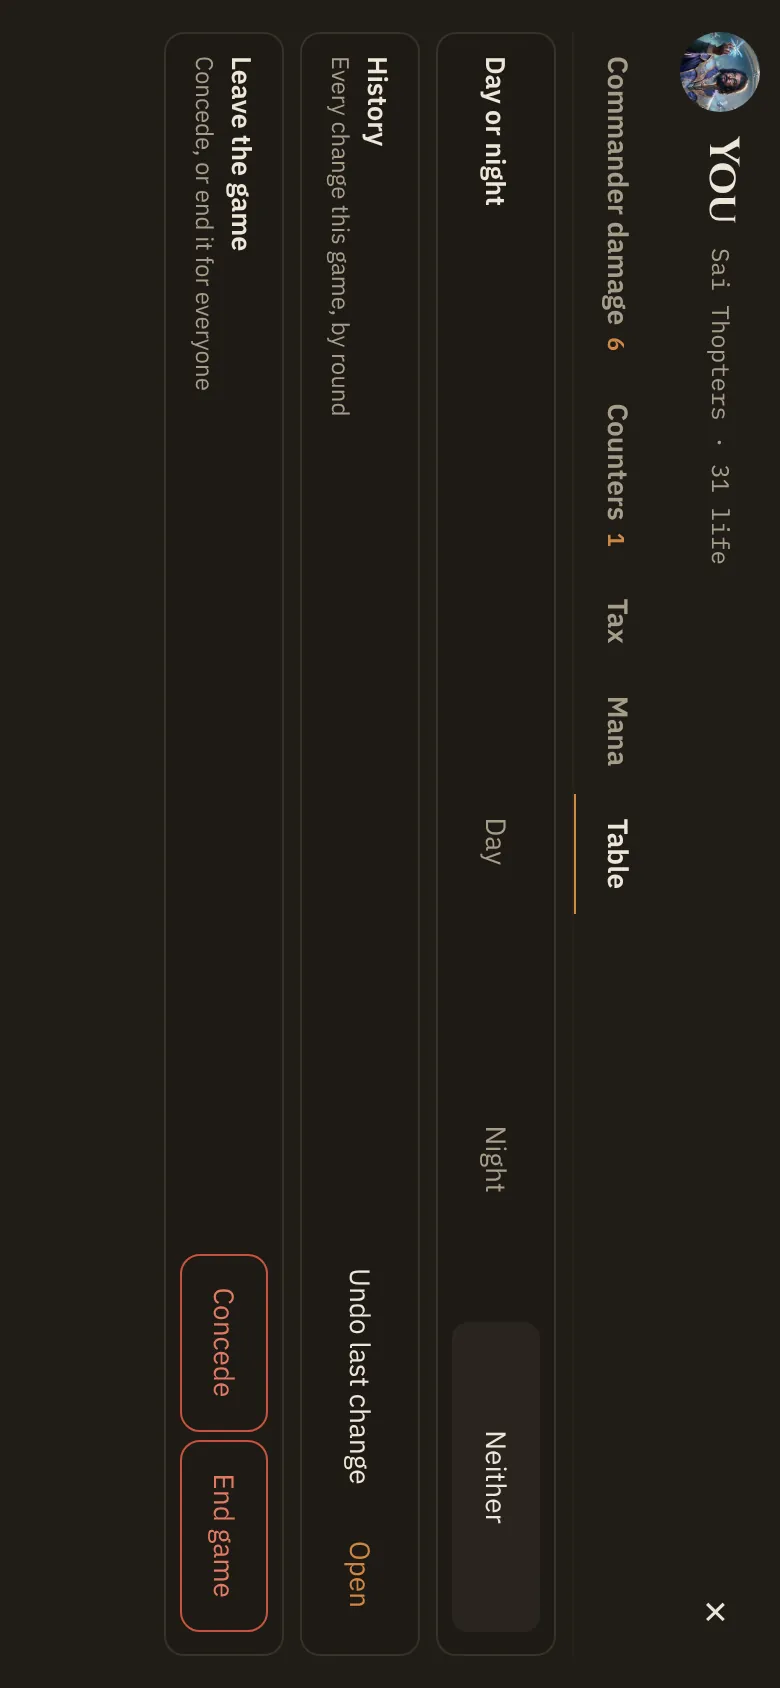 YOU Sai Thopters · 31 life ×
Commander damage 6 Counters 1 Tax Mana Table
Day or night Day Night Neither
History
Every change this game, by round
Undo last change Open
Leave the game
Concede, or end it for everyone
Concede End game